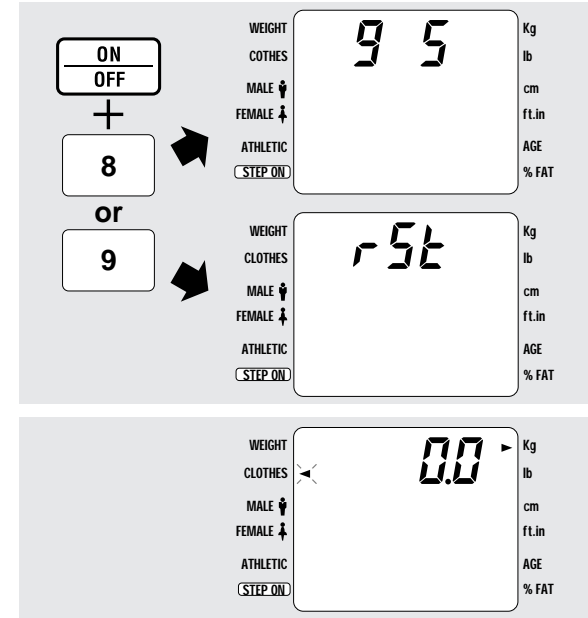 ON
OFF
+
8
or
9
WEIGHT
COTHES
MALE
FEMALE
ATHLETIC
STEP ON
9 5
Kg
lb
cm
ft.in
AGE
% FAT
WEIGHT
CLOTHES
MALE
FEMALE
ATHLETIC
STEP ON
rSt
Kg
lb
cm
ft.in
AGE
% FAT
WEIGHT
CLOTHES
MALE
FEMALE
ATHLETIC
STEP ON
0.0
Kg
lb
cm
ft.in
AGE
% FAT